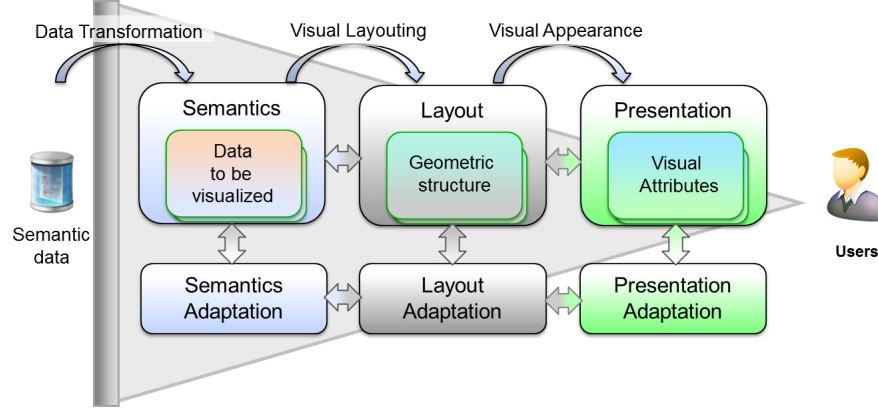 Data Transformation
Visual Layouting
Visual Appearance
Semantics
Data
to be
visualized
Layout
Geometric
structure
Presentation
Visual
Attributes
Semantic
data
Users
Semantics
Adaptation
Layout
Adaptation
Presentation
Adaptation